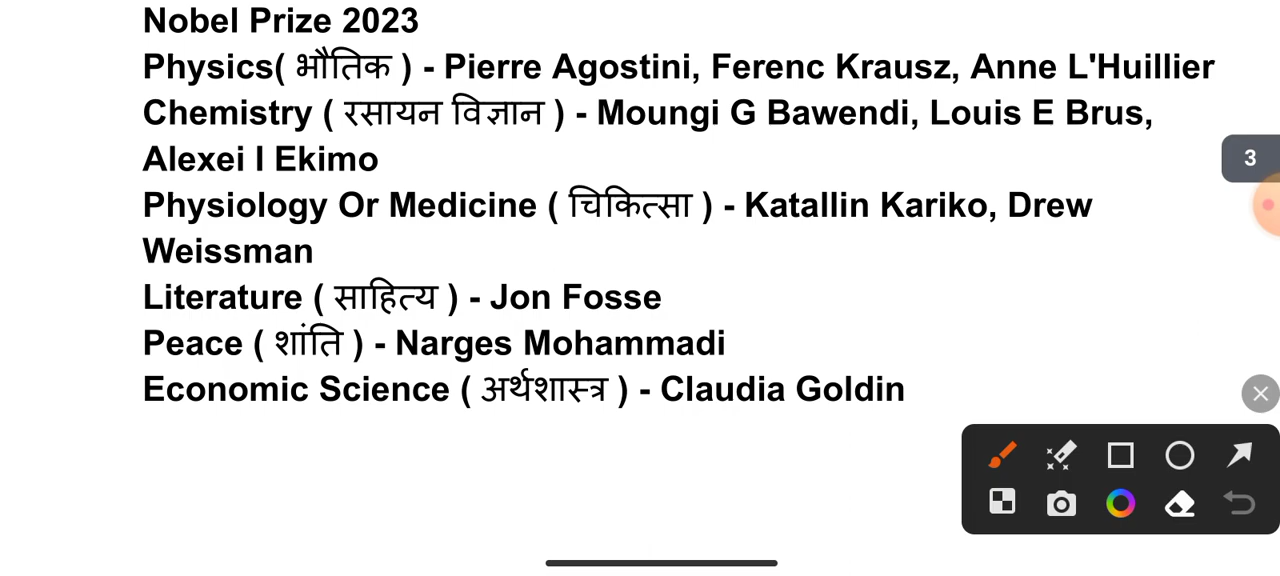 Nobel Prize 2023
Physics( भौतिक ) - Pierre Agostini, Ferenc Krausz, Anne L'Huillier
Chemistry ( रसायन विज्ञान ) - Moungi G Bawendi, Louis E Brus,
Alexei I Ekimo
3
Physiology Or Medicine ( चिकित्सा ) - Katallin Kariko, Drew
Weissman
Literature ( साहित्य ) - Jon Fosse
Peace ( शांति ) - Narges Mohammadi
Economic Science ( अर्थशास्त्र ) - Claudia Goldin